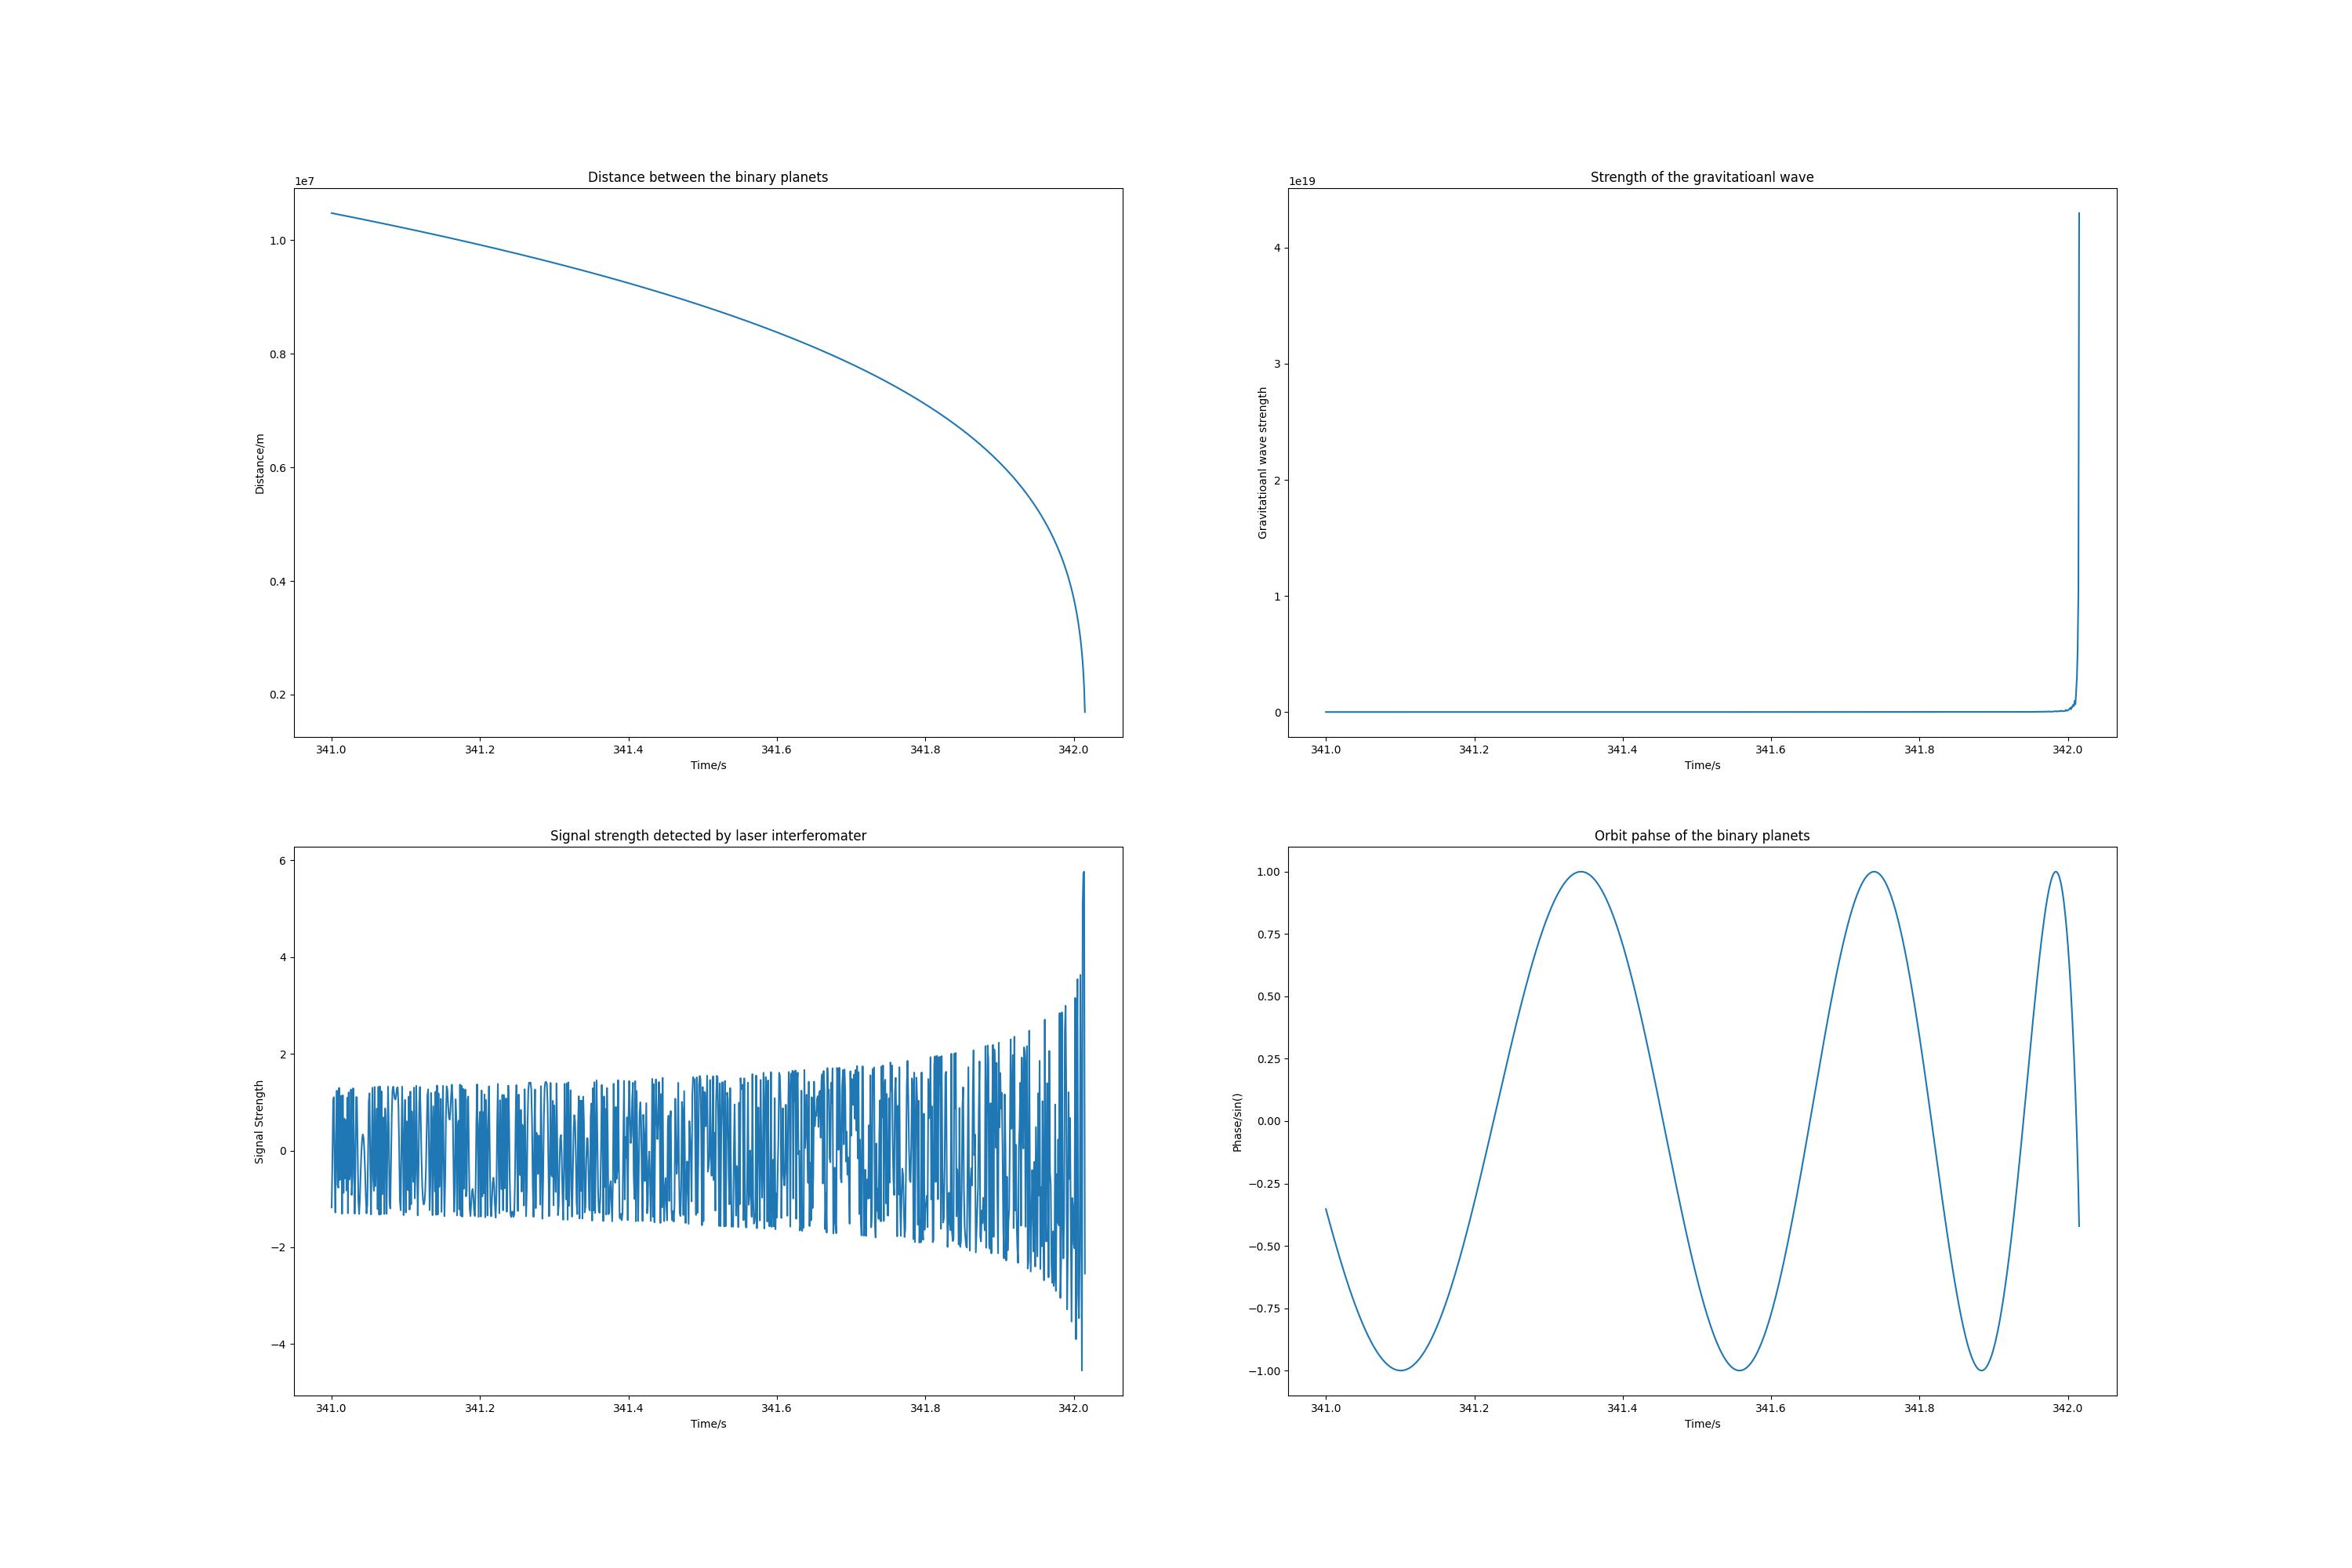 Distance between the binary planets
1e7
1.0
0.8
0.6
0.4
0.2
Distance/m
341.0 341.2 341.4 341.6 341.8 342.0
Time/s
Strength of the gravitatioanl wave
1e19
4
3
2
1
0
Gravitatioanl wave strength
341.0 341.2 341.4 341.6 341.8 342.0
Time/s
Signal strength detected by laser interferomater
6
4
2
0
−2
−4
Signal Strength
341.0 341.2 341.4 341.6 341.8 342.0
Time/s
Orbit pahse of the binary planets
1.00
0.75
0.50
0.25
0.00
−0.25
−0.50
−0.75
−1.00
Phase/sin()
341.0 341.2 341.4 341.6 341.8 342.0
Time/s